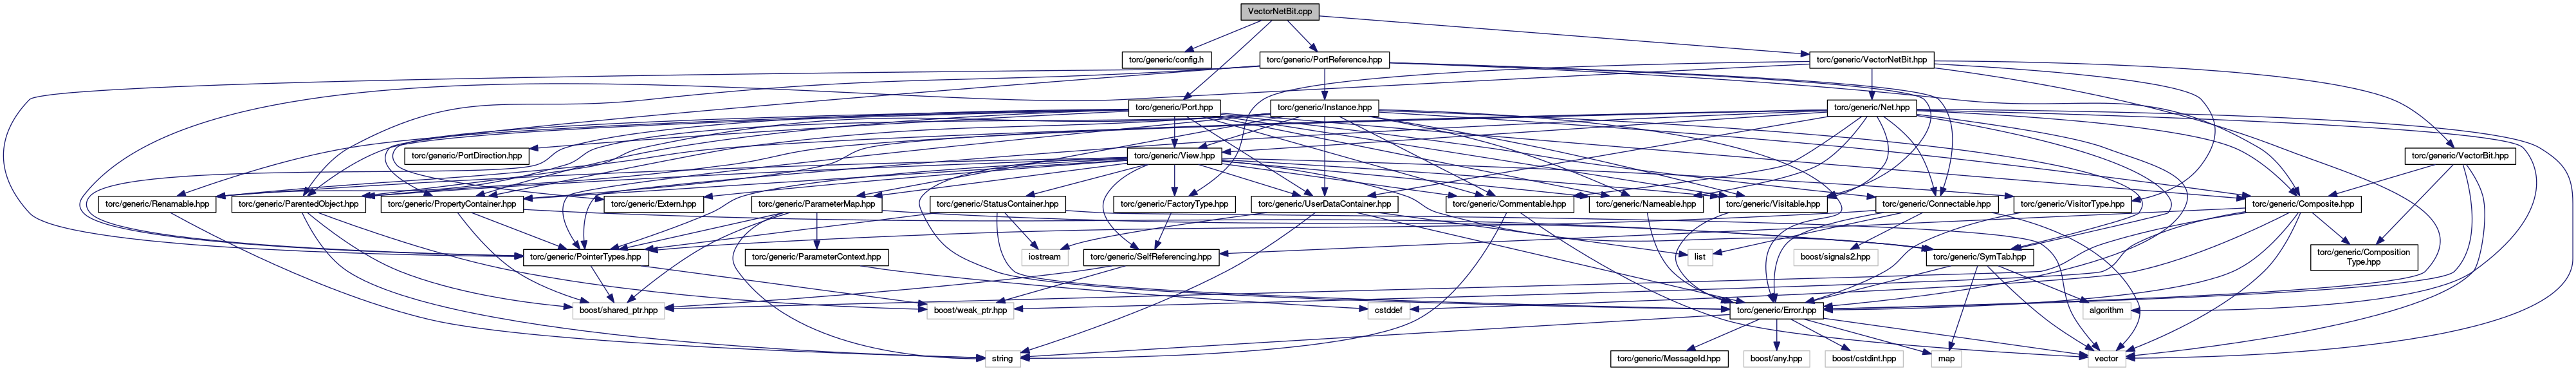 VectorNetBit.cpp
torc/generic/config.h
torc/generic/PortReference.hpp
torc/generic/VectorNetBit.hpp
torc/generic/Port.hpp
torc/generic/Instance.hpp
torc/generic/Net.hpp
torc/generic/PortDirection.hpp
torc/generic/View.hpp
torc/generic/VectorBit.hpp
torc/generic/Renamable.hpp
torc/generic/ParentedObject.hpp
torc/generic/PropertyContainer.hpp
torc/generic/Extern.hpp
torc/generic/ParameterMap.hpp
torc/generic/StatusContainer.hpp
torc/generic/FactoryType.hpp
torc/generic/UserDataContainer.hpp
torc/generic/Commentable.hpp
torc/generic/Nameable.hpp
torc/generic/Visitable.hpp
torc/generic/Connectable.hpp
torc/generic/VisitorType.hpp
torc/generic/Composite.hpp
torc/generic/PointerTypes.hpp
torc/generic/ParameterContext.hpp
iostream
torc/generic/SelfReferencing.hpp
list
boost/signals2.hpp
torc/generic/SymTab.hpp
torc/generic/Composition
Type.hpp
boost/shared_ptr.hpp
cstddef
boost/weak_ptr.hpp
torc/generic/Error.hpp
algorithm
string
torc/generic/MessageId.hpp
boost/any.hpp
boost/cstdint.hpp
map
vector